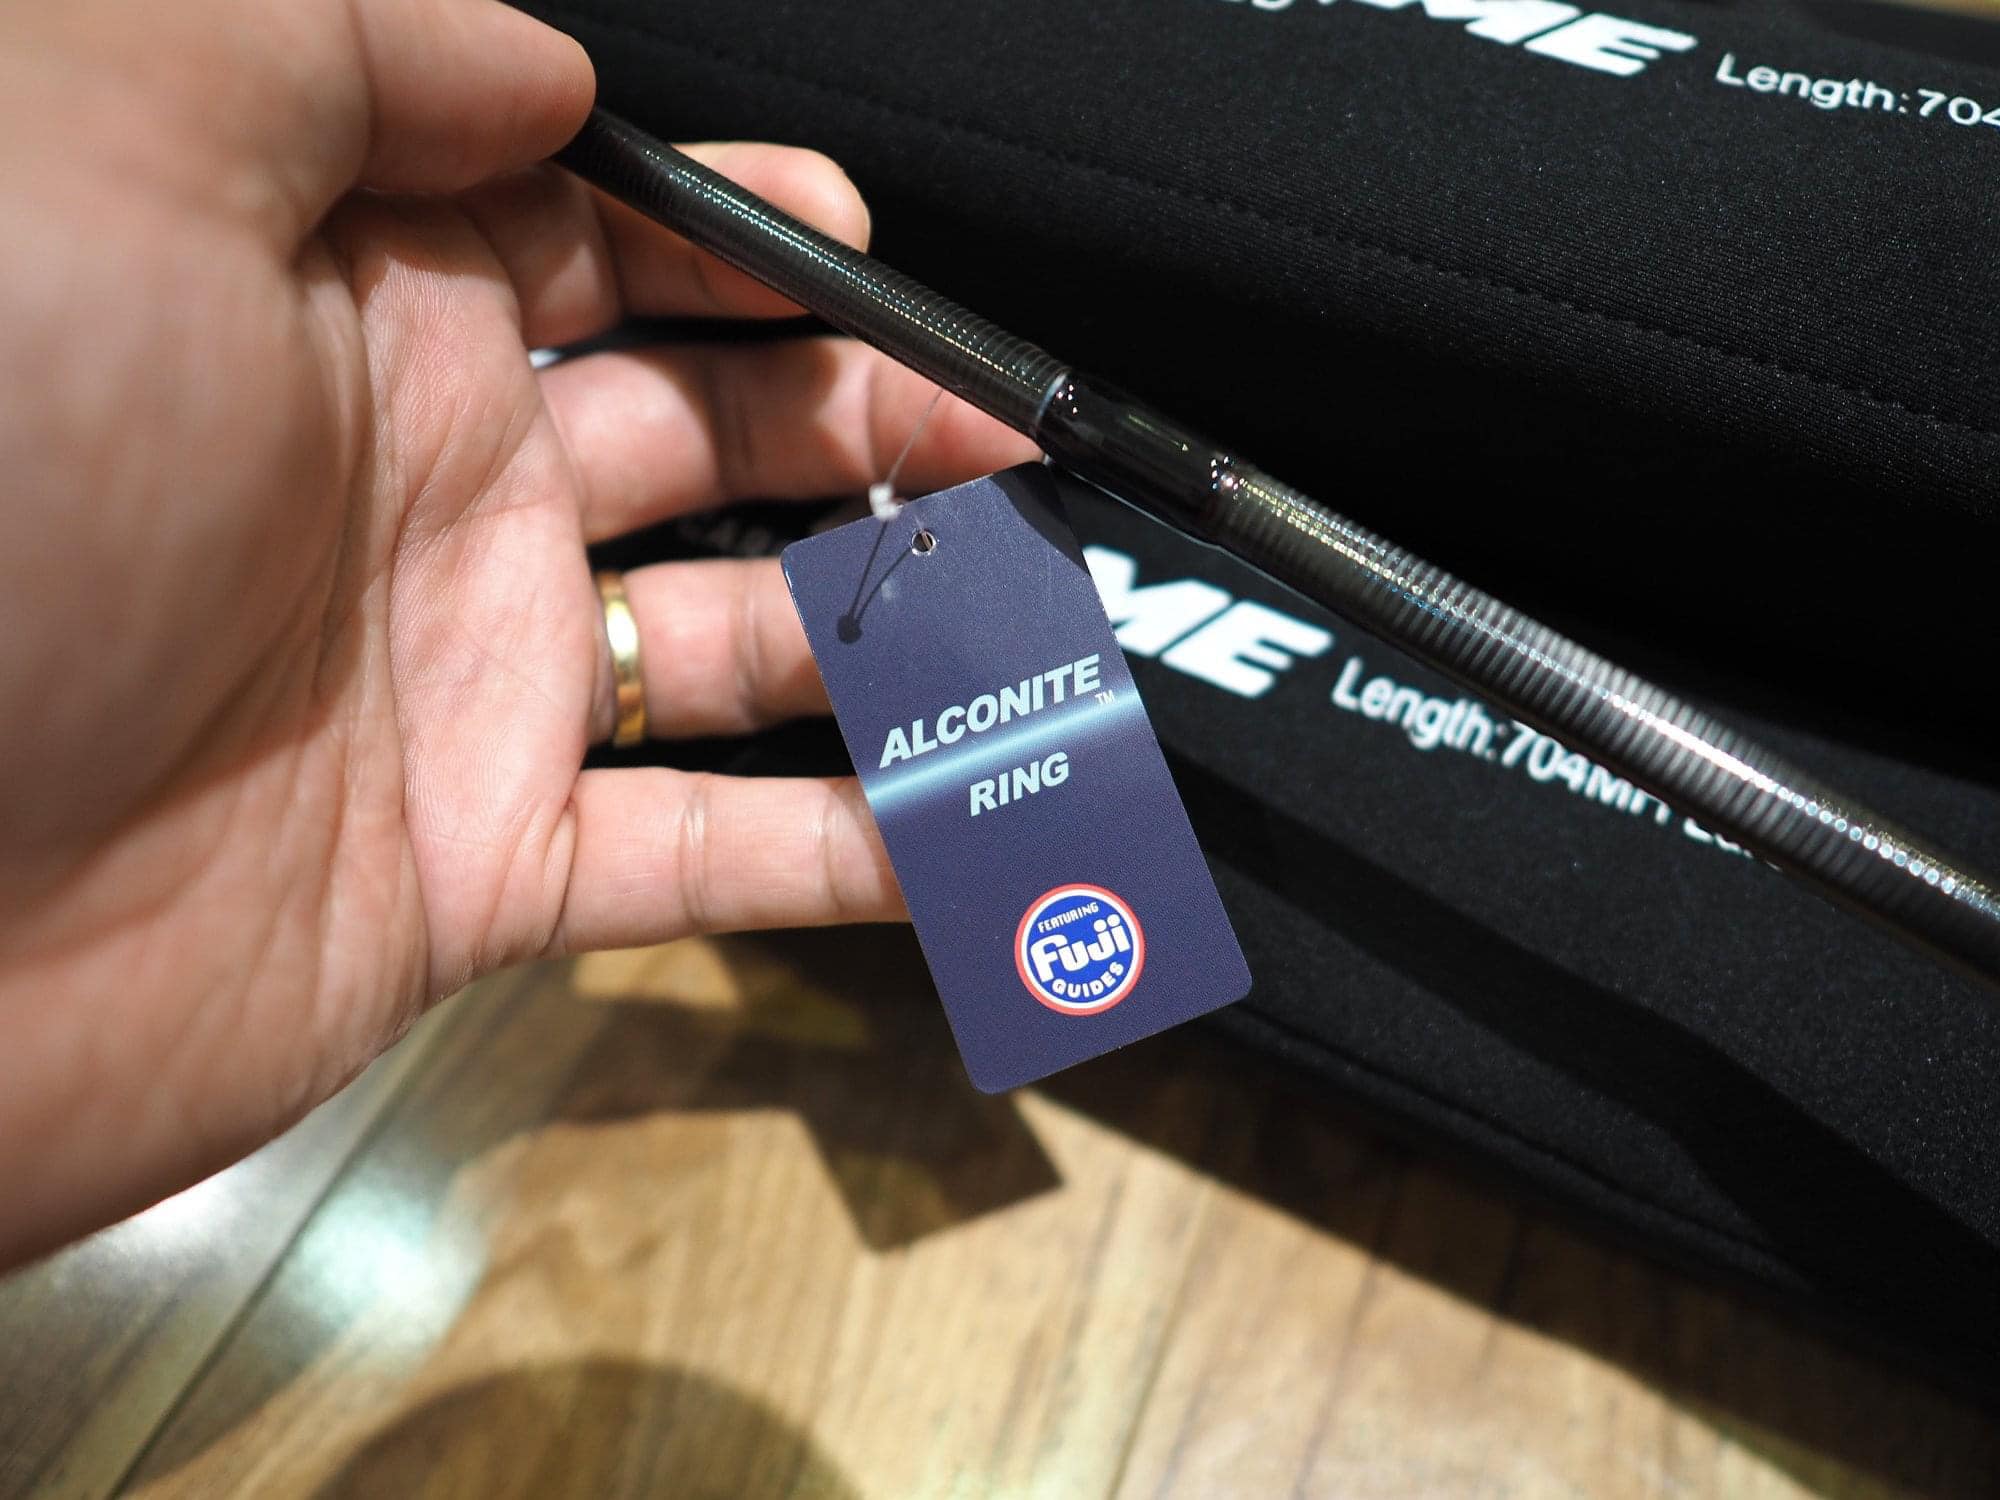 ME Length:704
ME Length:704MH
ALCONITE™
RING
FEATURING
Fuji
GUIDES